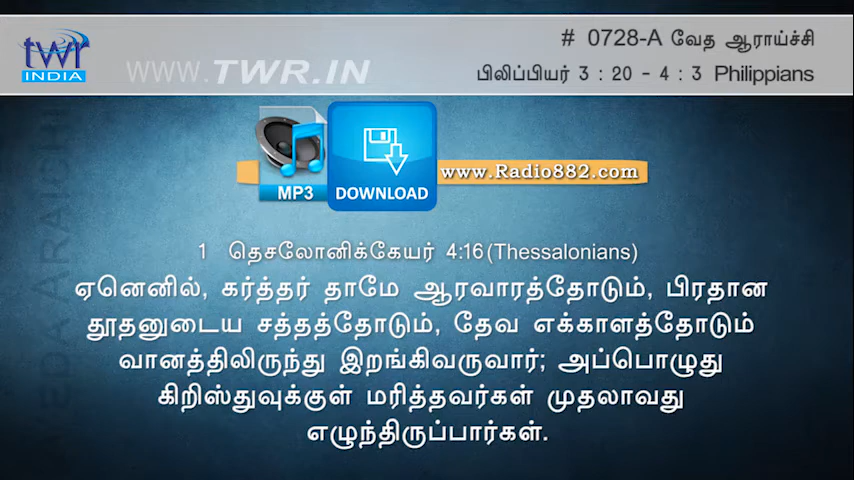 twr
INDIA
WWW.TWR.IN
# 0728-A வேத ஆராய்ச்சி
பிலிப்பியர் 3 : 20 - 4 : 3 Philippians
MP3
DOWNLOAD
www.Radio882.com
VEDA ARAICHI
1 தெசலோனிக்கேயர் 4:16 (Thessalonians)
ஏனெனில், கர்த்தர் தாமே ஆரவாரத்தோடும், பிரதான
தூதனுடைய சத்தத்தோடும், தேவ எக்காளத்தோடும்
வானத்திலிருந்து இறங்கிவருவார்; அப்பொழுது
கிறிஸ்துவுக்குள் மரித்தவர்கள் முதலாவது
எழுந்திருப்பார்கள்.